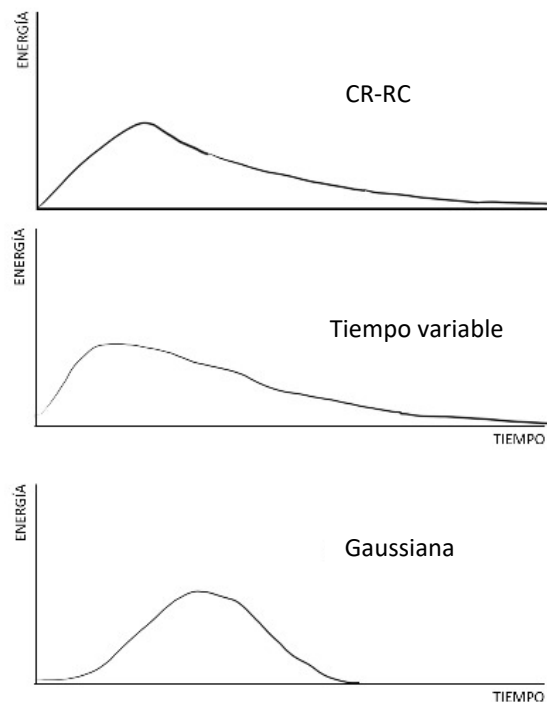 ENERGÍA
CR-RC
ENERGÍA
Tiempo variable
TIEMPO
ENERGÍA
Gaussiana
TIEMPO